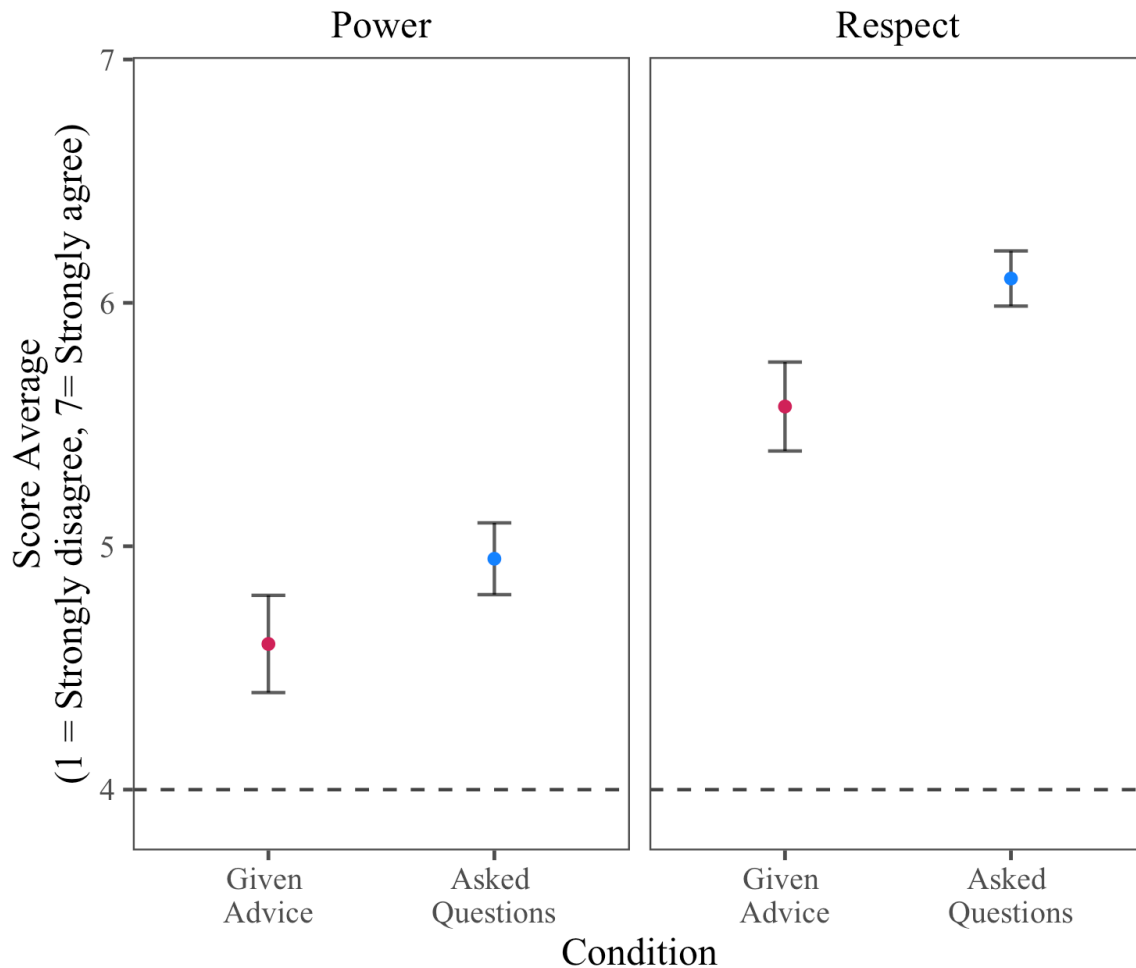 Power
Respect
Score Average
(1 = Strongly disagree, 7= Strongly agree)
7
6
5
4
Given
Advice
Asked
Questions
Given
Advice
Asked
Questions
Condition